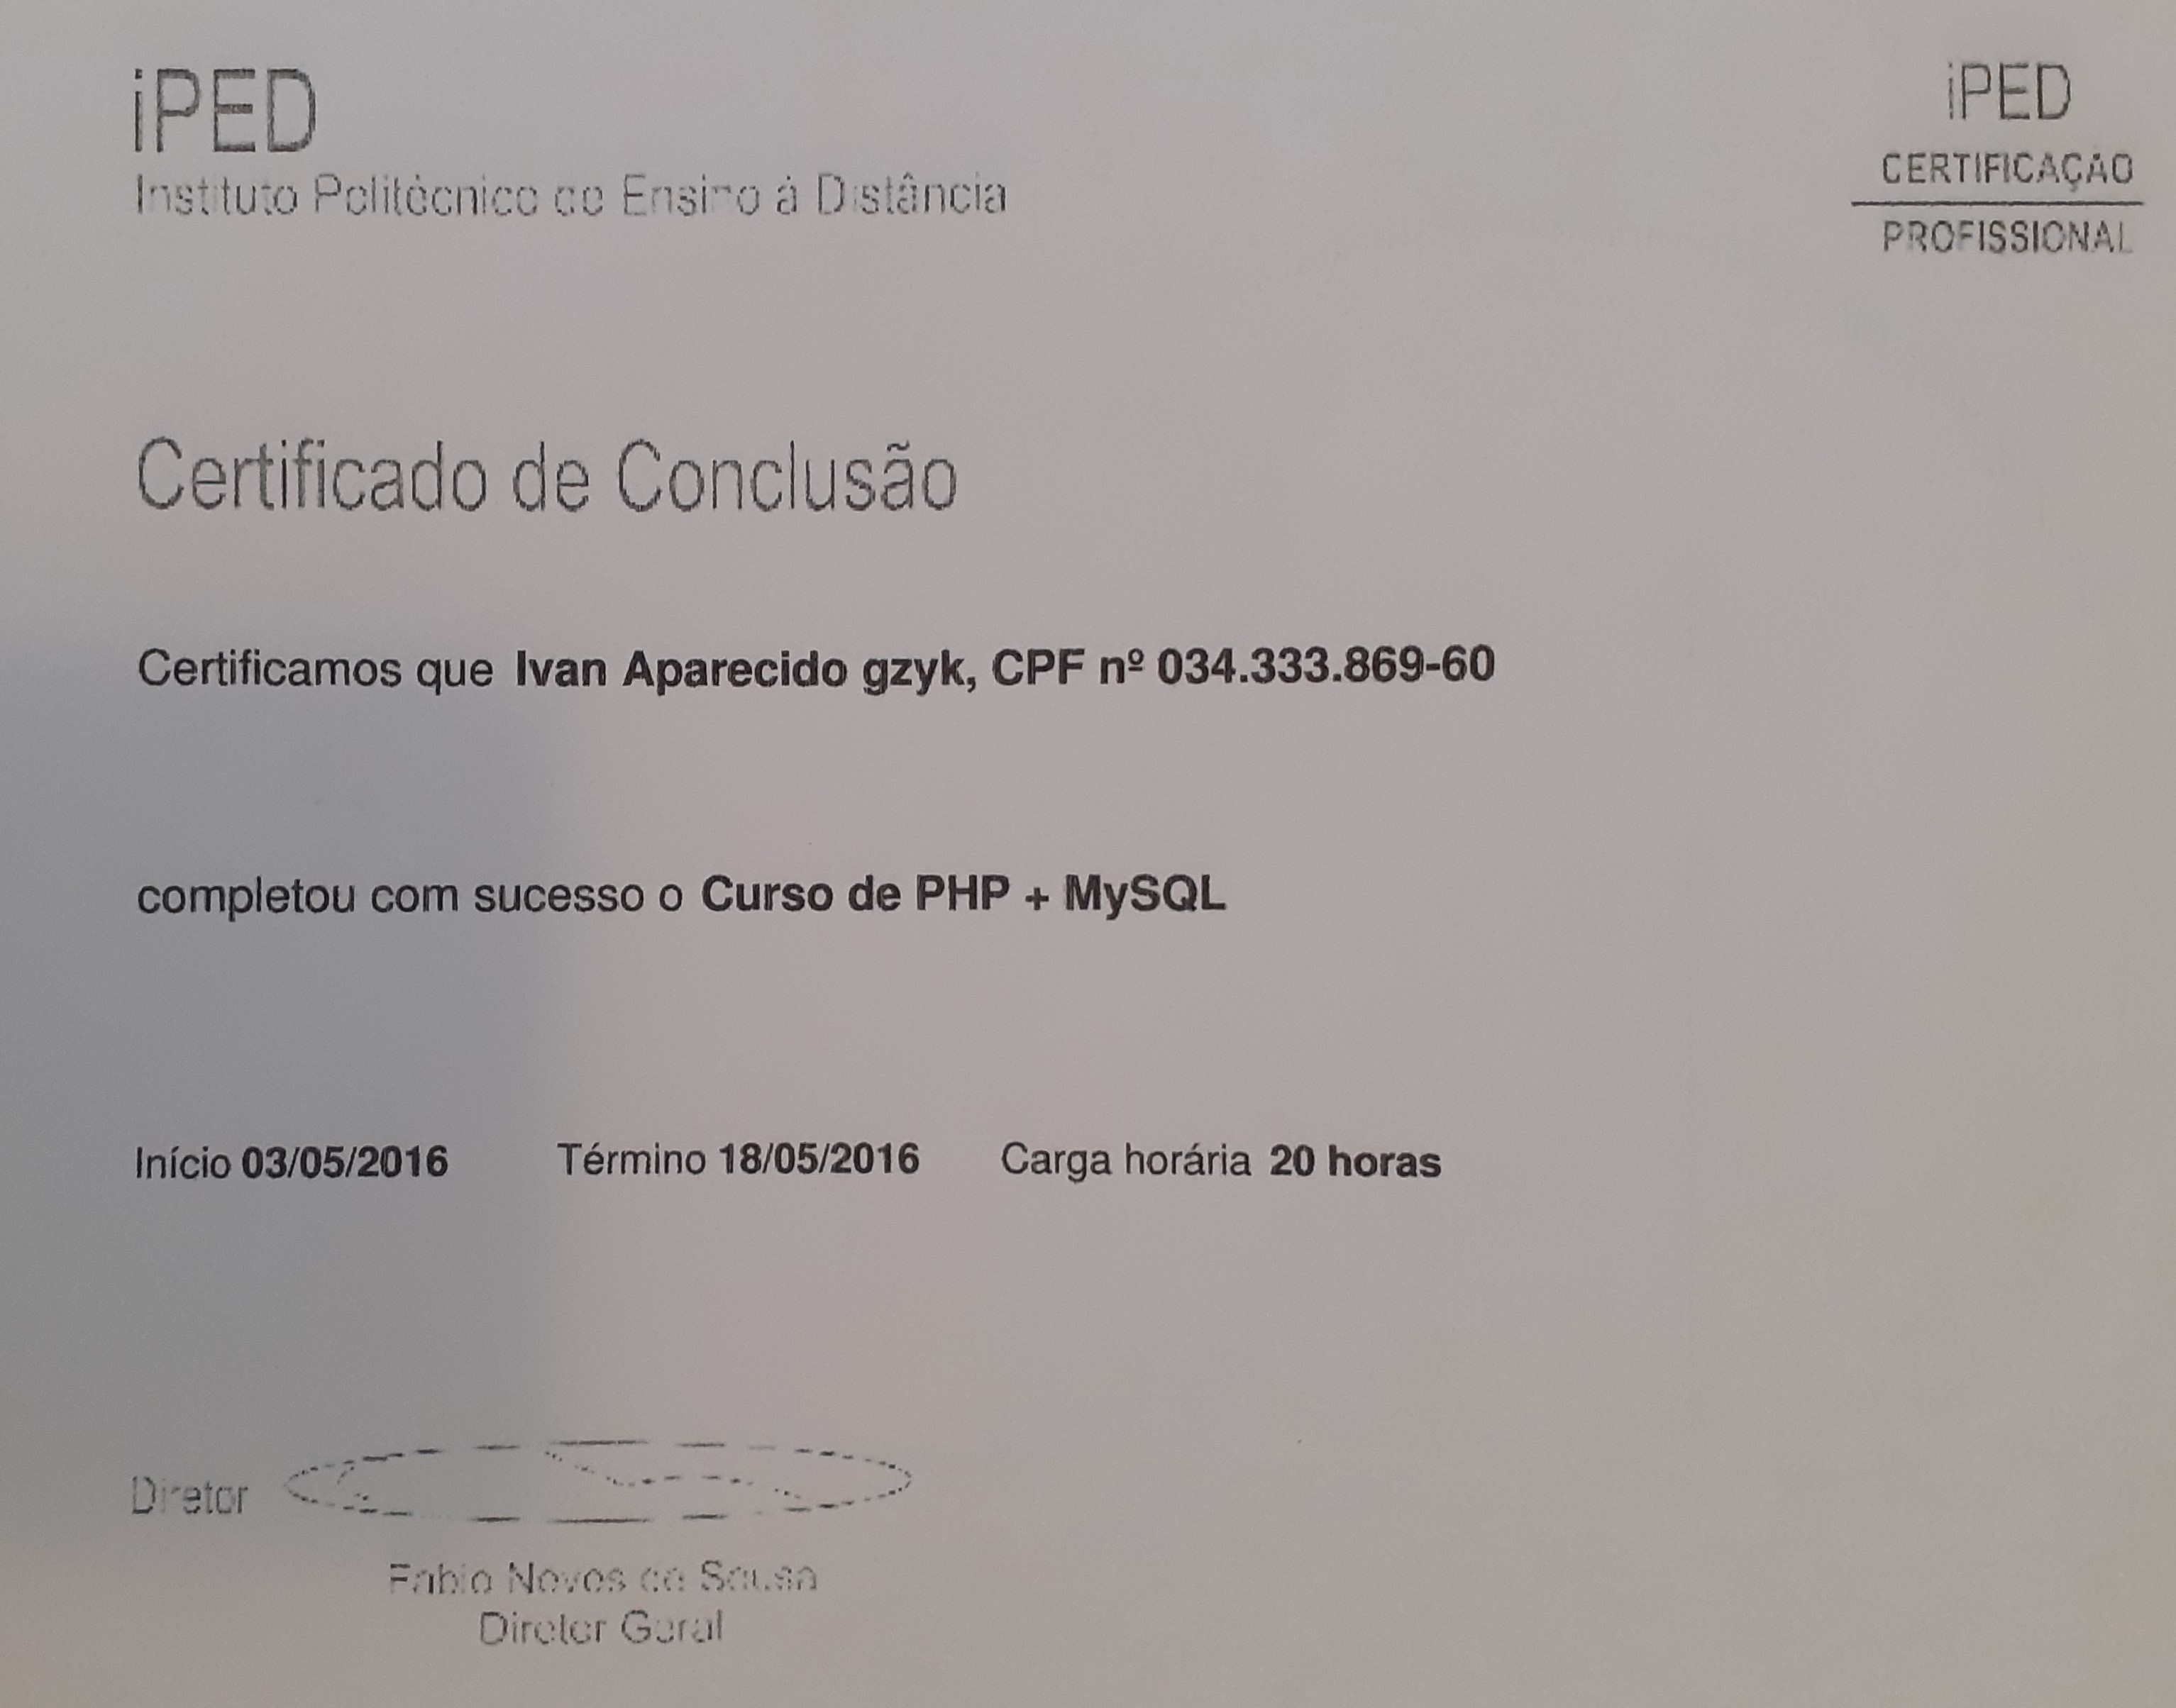 iPED
Instituto Politécnico de Ensino à Distância
iPED
CERTIFICAÇÃO
PROFISSIONAL
Certificado de Conclusão
Certificamos que Ivan Aparecido gzyk, CPF nº 034.333.869-60
completou com sucesso o Curso de PHP + MySQL
Início 03/05/2016 Término 18/05/2016 Carga horária 20 horas
Diretor
Fabio Neves de Sousa
Diretor Geral